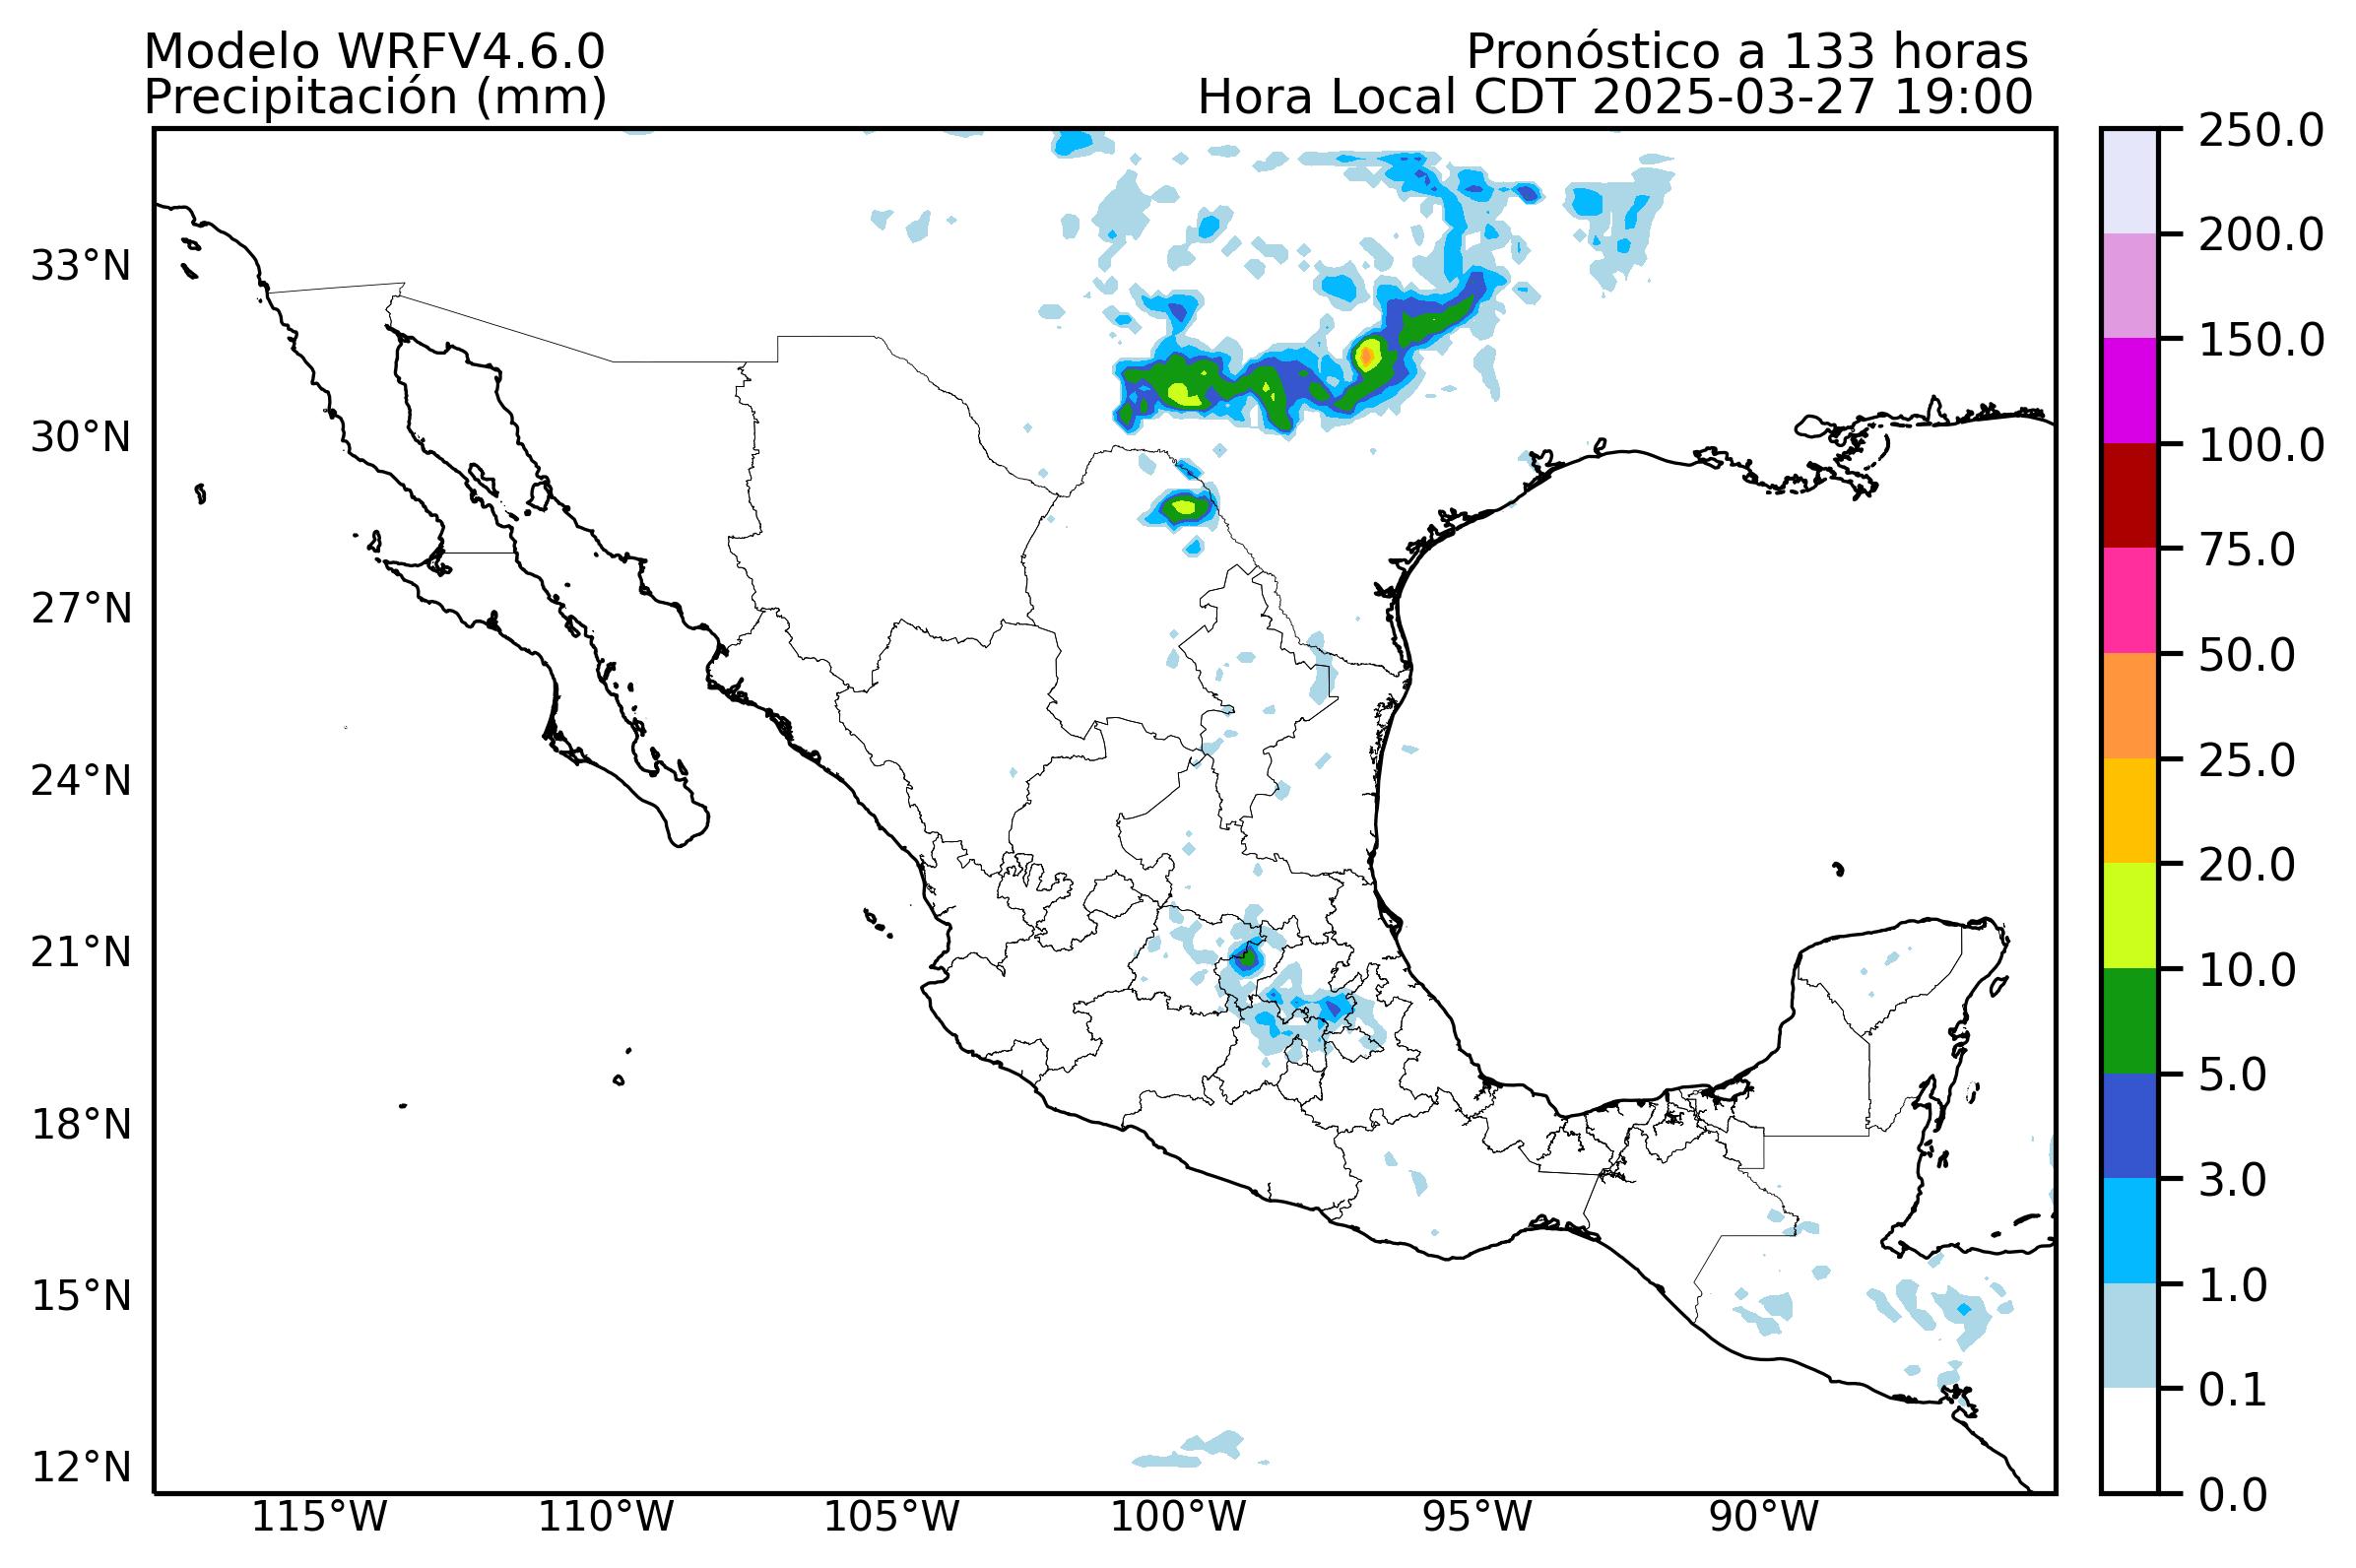 Modelo WRFV4.6.0
Pronóstico a 133 horas
Precipitación (mm)
Hora Local CDT 2025-03-27 19:00
250.0
200.0
150.0
100.0
75.0
50.0
25.0
20.0
10.0
5.0
3.0
1.0
0.1
0.0
33°N
30°N
27°N
24°N
21°N
18°N
15°N
12°N
115°W
110°W
105°W
100°W
95°W
90°W